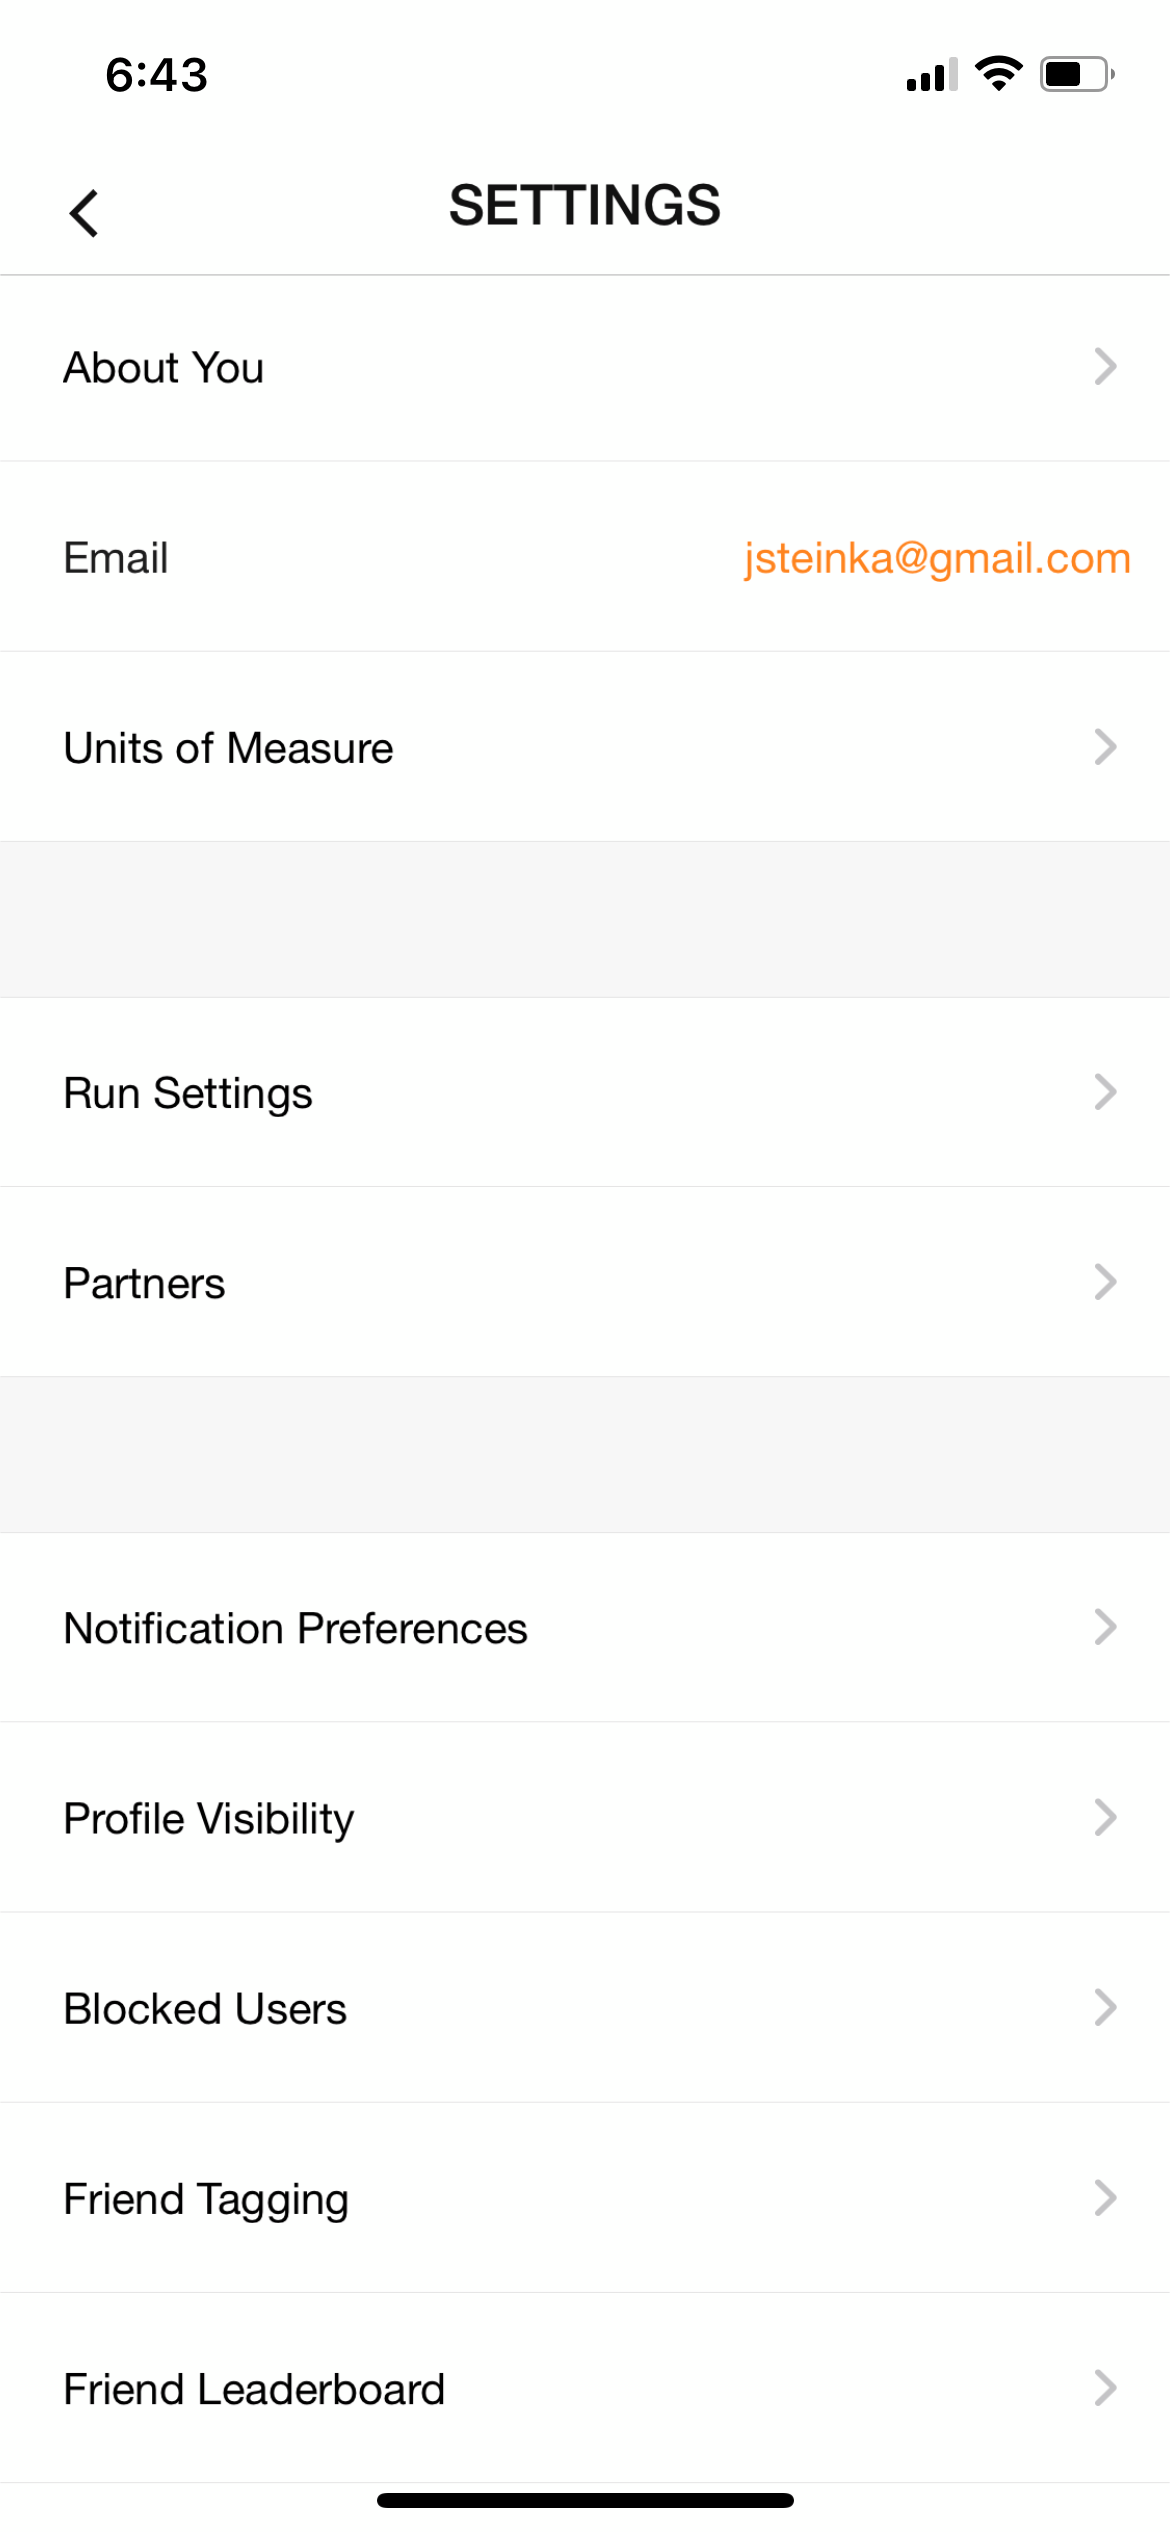 6:43
SETTINGS
About You
Email jsteinka@gmail.com
Units of Measure
Run Settings
Partners
Notification Preferences
Profile Visibility
Blocked Users
Friend Tagging
Friend Leaderboard